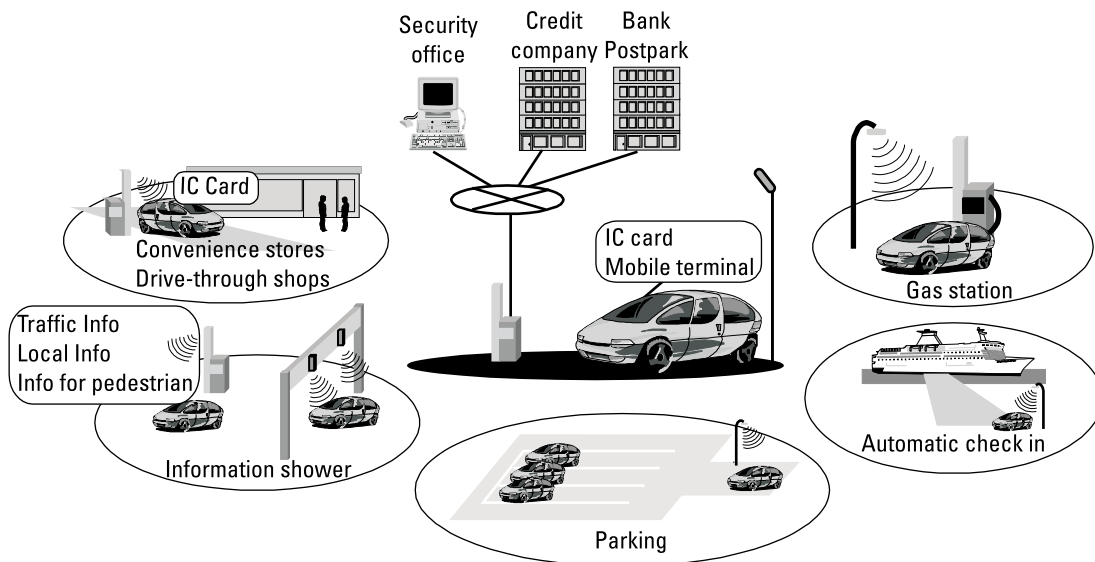 Security
office
Credit
company
Bank
Postpark
IC Card
Convenience stores
Drive-through shops
IC card
Mobile terminal
Gas station
Traffic Info
Local Info
Info for pedestrian
Information shower
Automatic check in
Parking